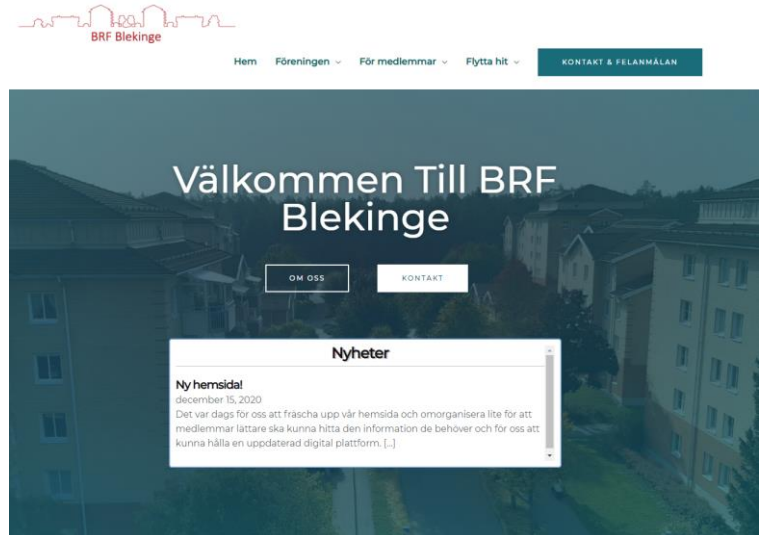 BRF Blekinge
Hem Föreningen För medlemmar Flytta hit KONTAKT & FELANMÄLAN
Välkommen Till BRF
Blekinge
OM OSS KONTAKT
Nyheter
Ny hemsida!
december 15, 2020
Det var dags för oss att fräscha upp vår hemsida och omorganisera lite för att
medlemmar lättare ska kunna hitta den information de behöver och för oss att
kunna hålla en uppdaterad digital plattform. [...]